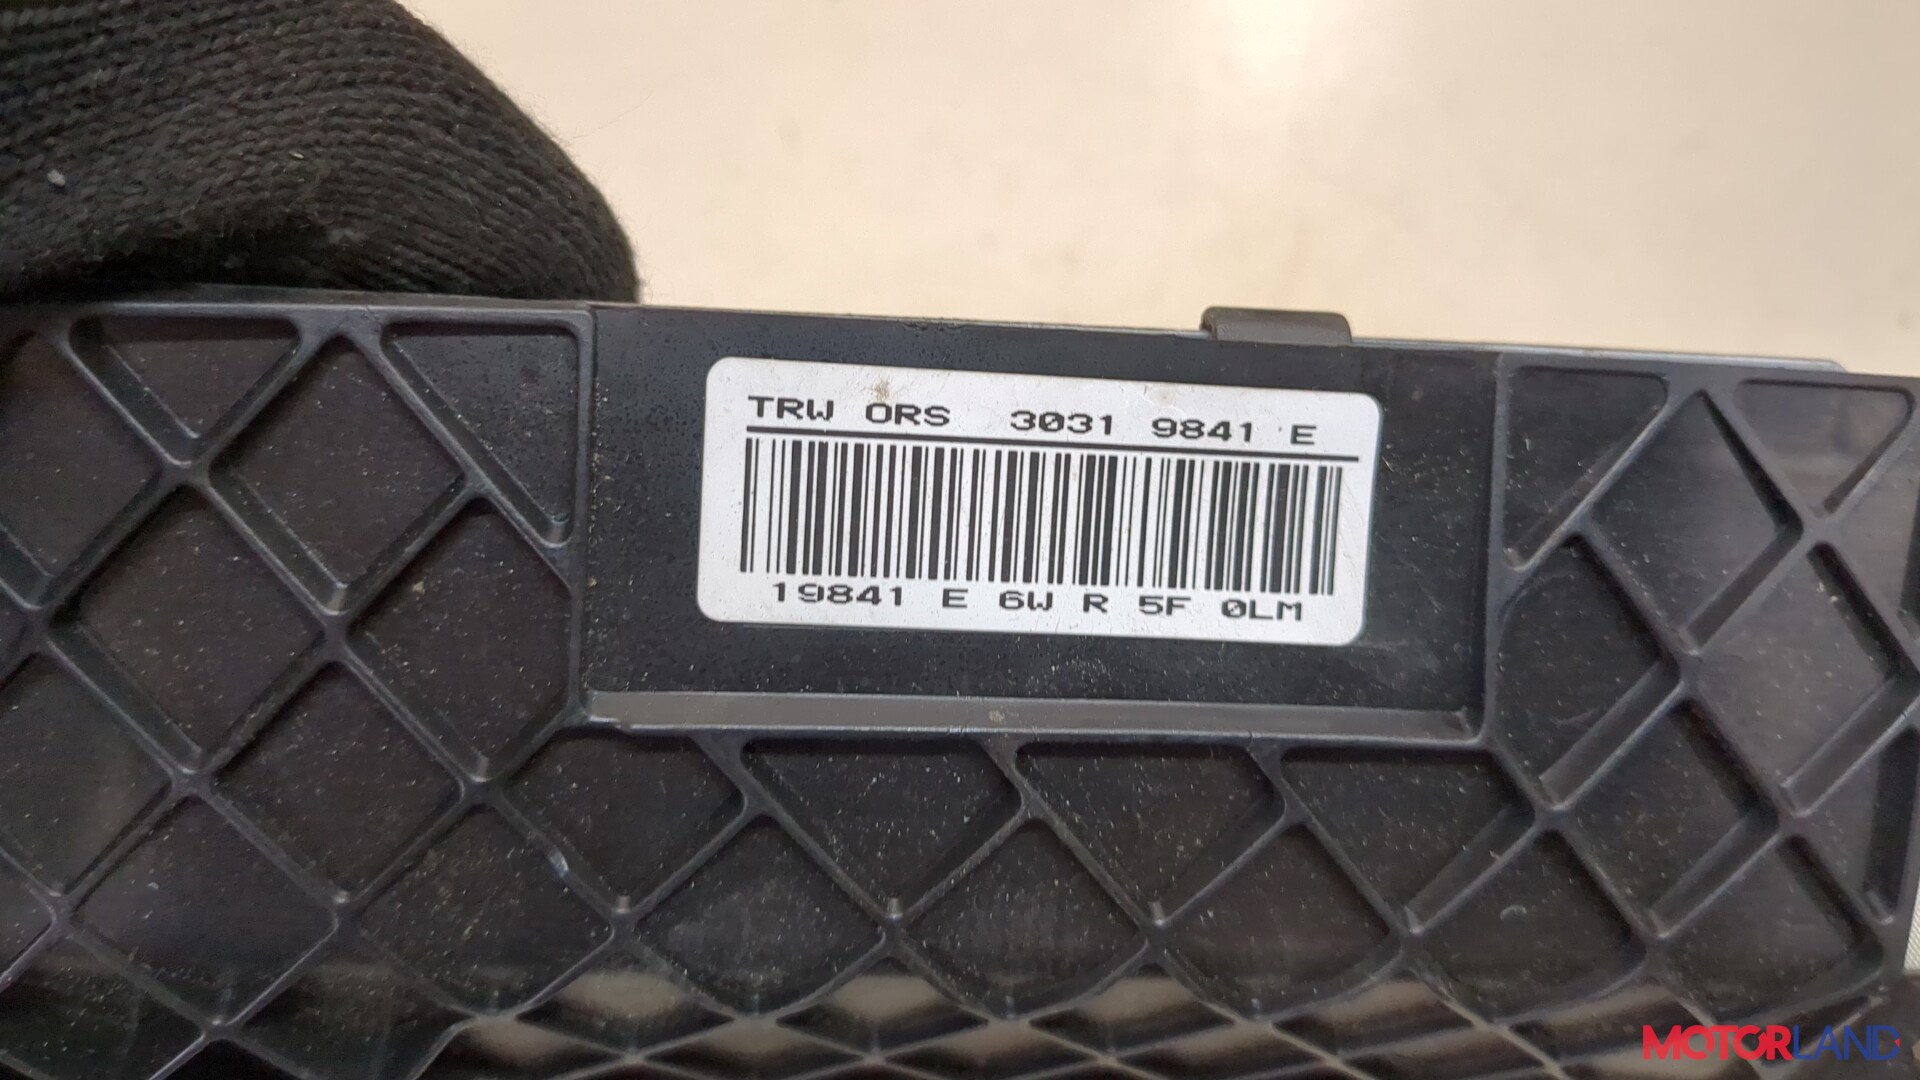 TRW ORS 3031 9841 E
19841 E 6W R 5F 0LM
MOTORLAND